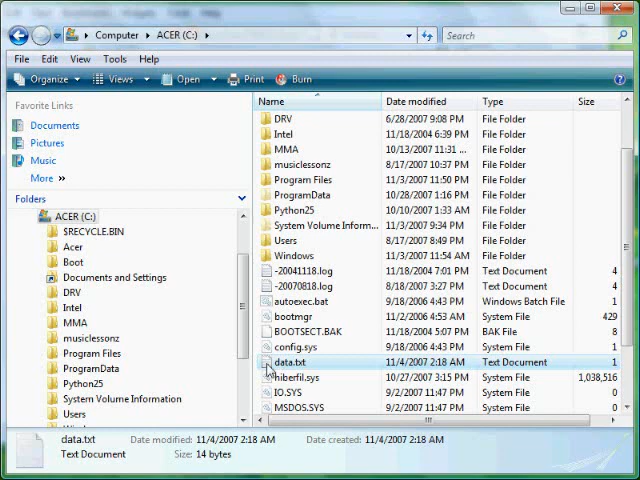 Computer ACER (C:) Search
File Edit View Tools Help
Organize Views Open Print Burn ?
Favorite Links
Documents
Pictures
Music
More »
Folders
ACER (C:)
$RECYCLE.BIN
Acer
Boot
Documents and Settings
DRV
Intel
MMA
musiclessonz
Program Files
ProgramData
Python25
System Volume Information
Users
Name Date modified Type Size
DRV 6/28/2007 9:08 PM File Folder
Intel 11/18/2004 6:39 PM File Folder
MMA 10/13/2007 11:31 ... File Folder
musiclessonz 8/17/2007 10:37 PM File Folder
Program Files 11/3/2007 11:50 PM File Folder
ProgramData 10/28/2007 1:16 PM File Folder
Python25 10/10/2007 1:33 AM File Folder
System Volume Inform... 11/3/2007 9:34 PM File Folder
Users 8/17/2007 8:49 PM File Folder
Windows 11/3/2007 11:54 AM File Folder
-20041118.log 11/18/2004 7:01 PM Text Document 4
-20070818.log 8/18/2007 3:27 PM Text Document 4
autoexec.bat 9/18/2006 4:43 PM Windows Batch File 1
bootmgr 11/2/2006 4:53 AM System File 429
BOOTSECT.BAK 11/18/2004 5:07 PM BAK File 8
config.sys 9/18/2006 4:43 PM System File 1
data.txt 11/4/2007 2:18 AM Text Document 1
hiberfil.sys 10/27/2007 3:15 PM System File 1,038,516
IO.SYS 9/2/2007 11:47 PM System File 0
MSDOS.SYS 9/2/2007 11:47 PM System File 0
data.txt Date modified: 11/4/2007 2:18 AM Date created: 11/4/2007 2:18 AM
Text Document Size: 14 bytes